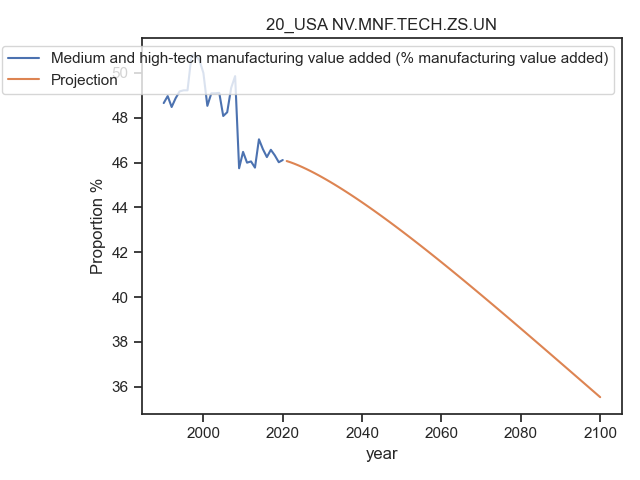 20_USA NV.MNF.TECH.ZS.UN
Medium and high-tech manufacturing value added (% manufacturing value added)
Projection
50
48
46
44
42
40
38
36
Proportion %
2000 2020 2040 2060 2080 2100
year